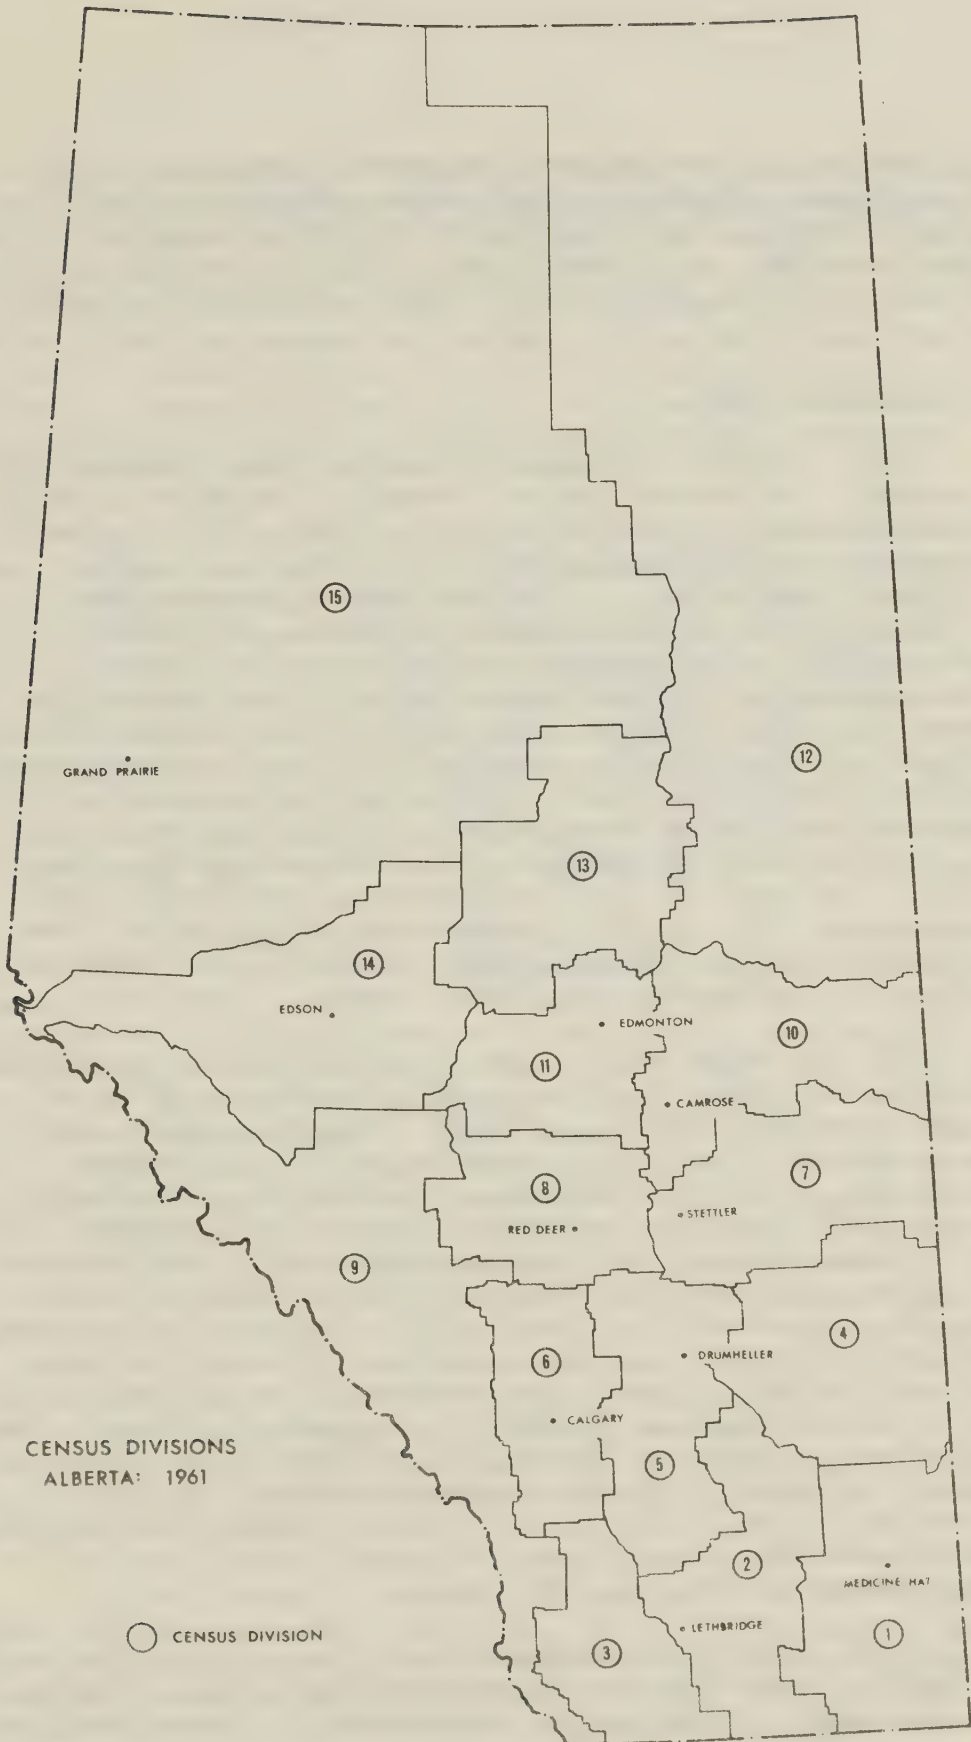 15
GRAND PRAIRIE
12
13
14
EDSON
EDMONTON
10
11
CAMROSE
7
8
STETTLER
RED DEER
9
4
DRUMHELLER
6
CALGARY
CENSUS DIVISIONS
ALBERTA: 1961
5
2
MEDICINE HAT
CENSUS DIVISION
LETHBRIDGE
1
3